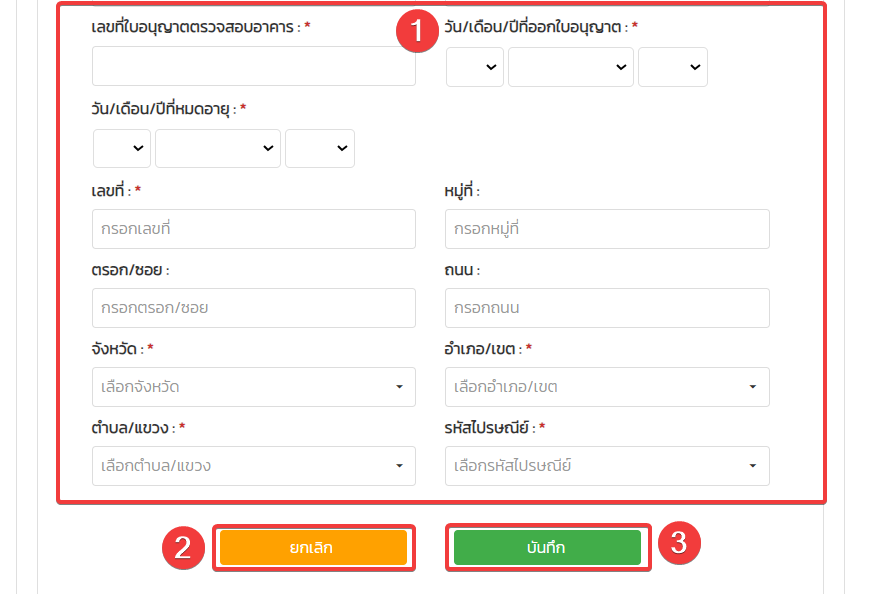 เลขที่ใบอนุญาตตรวจสอบอาคาร : * 1 วัน/เดือน/ปีที่ออกใบอนุญาต : *
วัน/เดือน/ปีที่หมดอายุ : *
เลขที่ : * หมู่ที่ :
กรอกเลขที่ กรอกหมู่ที่
ตรอก/ซอย : ถนน :
กรอกตรอก/ซอย กรอกถนน
จังหวัด : * อำเภอ/เขต : *
เลือกจังหวัด เลือกอำเภอ/เขต
ตำบล/แขวง : * รหัสไปรษณีย์ : *
เลือกตำบล/แขวง เลือกรหัสไปรษณีย์
2 ยกเลิก บันทึก 3